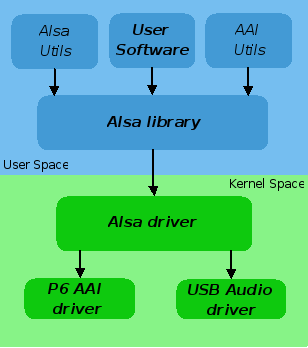 Alsa
Utils
User
Software
AAI
Utils
Alsa library
User Space
Kernel Space
Alsa driver
P6 AAI
driver
USB Audio
driver